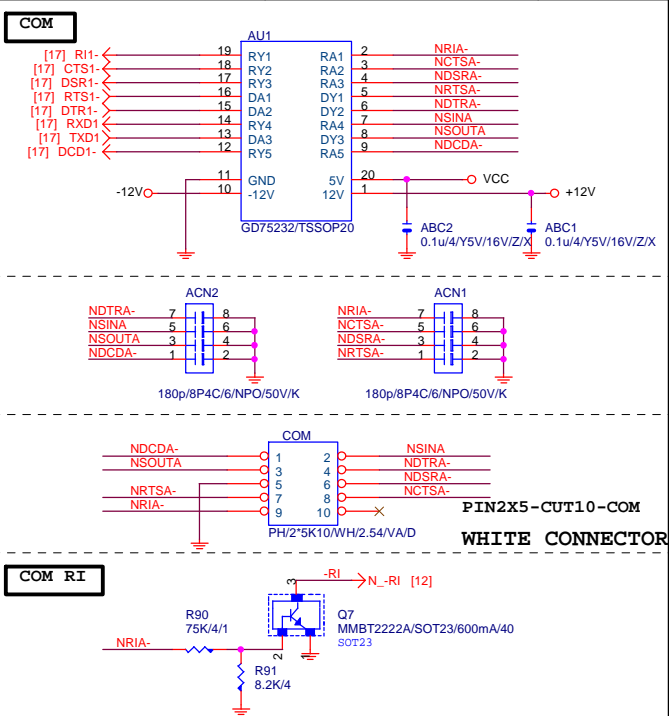 COM
AU1
[17] RI1- 19 RY1 RA1 2 NRIA-
[17] CTS1- 18 RY2 RA2 3 NCTSA-
[17] DSR1- 17 RY3 RA3 4 NDSRA-
[17] RTS1- 16 DA1 DY1 5 NRTSA-
[17] DTR1- 15 DA2 DY2 6 NDTRA-
[17] RXD1 14 RY4 RA4 7 NSINA
[17] TXD1 13 DA3 DY3 8 NSOUTA
[17] DCD1- 12 RY5 RA5 9 NDCDA-
11 GND 5V 20 VCC
-12V 10 -12V 12V 1 +12V
GD75232/TSSOP20
ABC2
0.1u/4/Y5V/16V/Z/X
ABC1
0.1u/4/Y5V/16V/Z/X
ACN2
NDTRA- 7 8
NSINA 5 6
NSOUTA 3 4
NDCDA- 1 2
180p/8P4C/6/NPO/50V/K
ACN1
NRIA- 7 8
NCTSA- 5 6
NDSRA- 3 4
NRTSA- 1 2
180p/8P4C/6/NPO/50V/K
COM
NDCDA- 1 2 NSINA
NSOUTA 3 4 NDTRA-
5 6 NDSRA-
NRTSA- 7 8 NCTSA-
NRIA- 9 10
PH/2*5K10/WH/2.54/VA/D
PIN2X5-CUT10-COM
WHITE CONNECTOR
COM RI
3 -RI N_-RI [12]
Q7
MMBT2222A/SOT23/600mA/40
SOT23
R90
75K/4/1
NRIA- 2 1
R91
8.2K/4